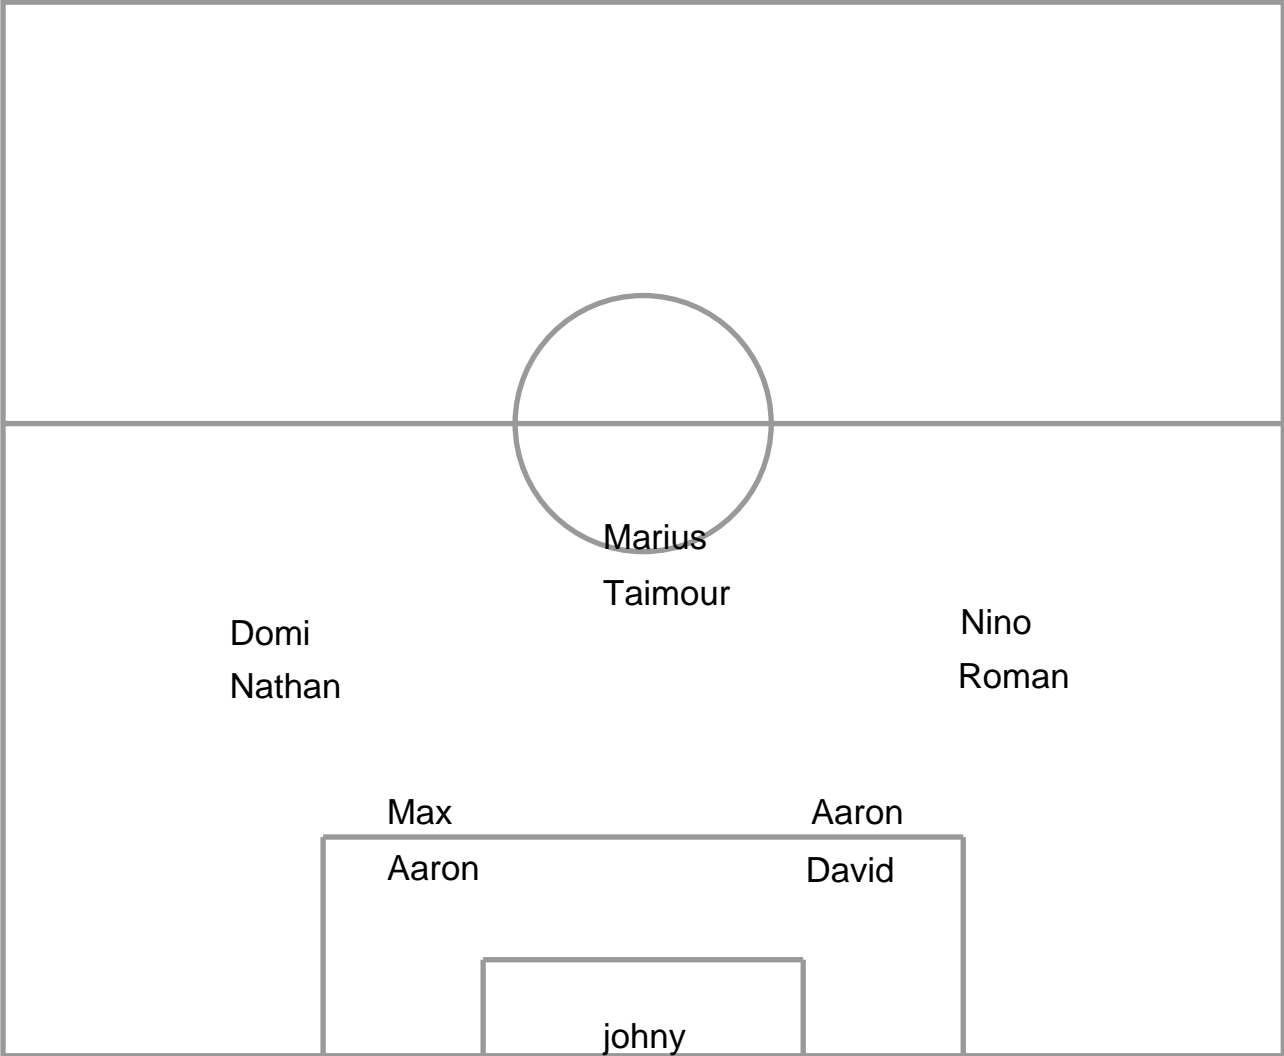 Marius
Taimour
Domi
Nathan
Nino
Roman
Max
Aaron
Aaron
David
johny